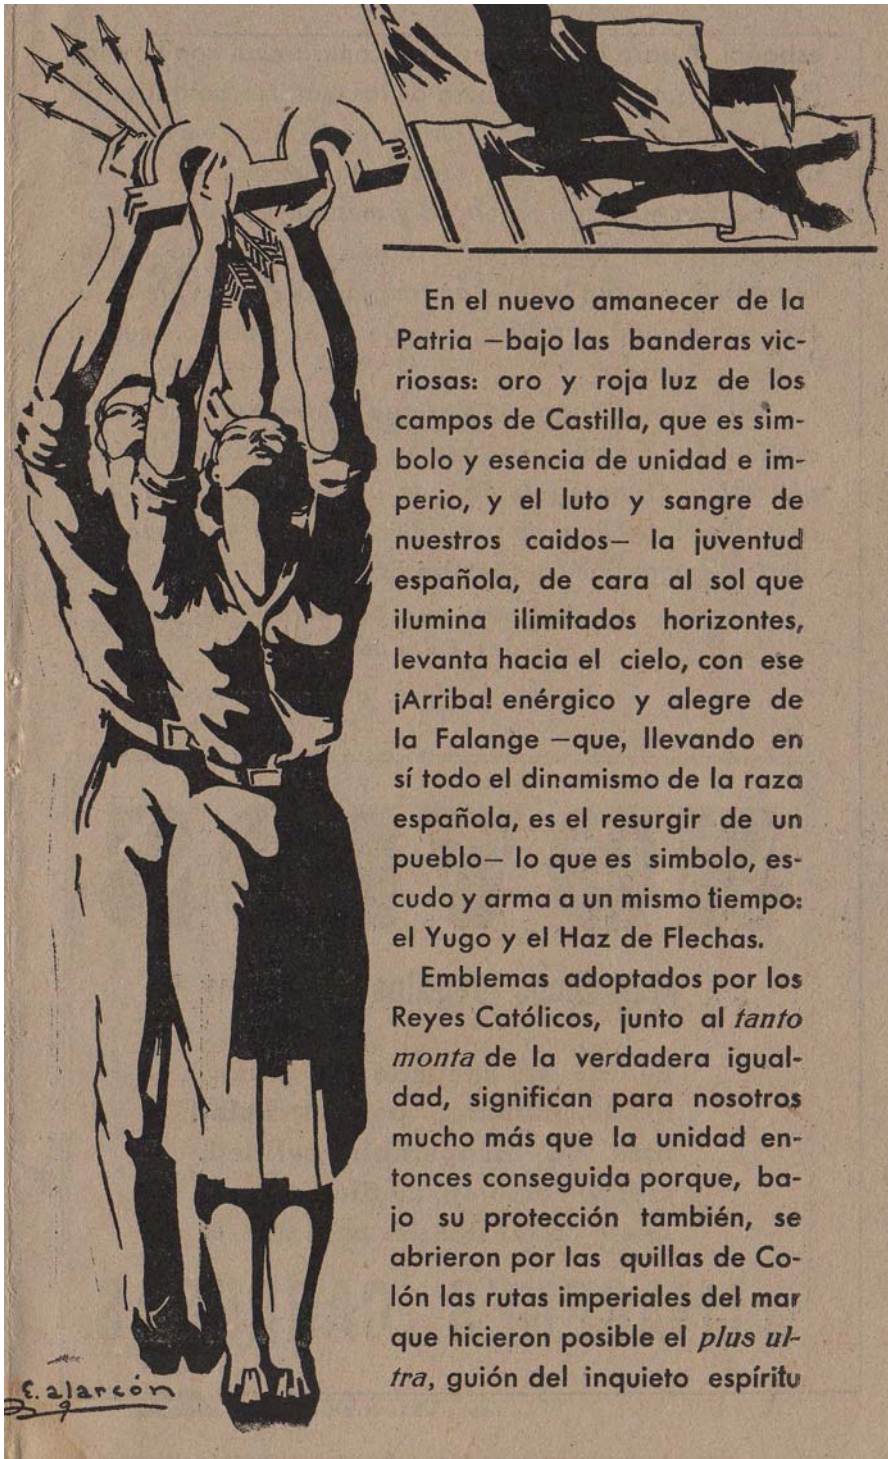 En el nuevo amanecer de la
Patria —bajo las banderas vic-
riosas: oro y roja luz de los
campos de Castilla, que es sim-
bolo y esencia de unidad e im-
perio, y el luto y sangre de
nuestros caidos— la juventud
española, de cara al sol que
ilumina ilimitados horizontes,
levanta hacia el cielo, con ese
¡Arriba! enérgico y alegre de
la Falange —que, llevando en
sí todo el dinamismo de la raza
española, es el resurgir de un
pueblo— lo que es simbolo, es-
cudo y arma a un mismo tiempo:
el Yugo y el Haz de Flechas.
Emblemas adoptados por los
Reyes Católicos, junto al tanto
monta de la verdadera igual-
dad, significan para nosotros
mucho más que la unidad en-
tonces conseguida porque, ba-
jo su protección también, se
abrieron por las quillas de Co-
lón las rutas imperiales del mar
que hicieron posible el plus ul-
tra, guión del inquieto espíritu
E. alarcón